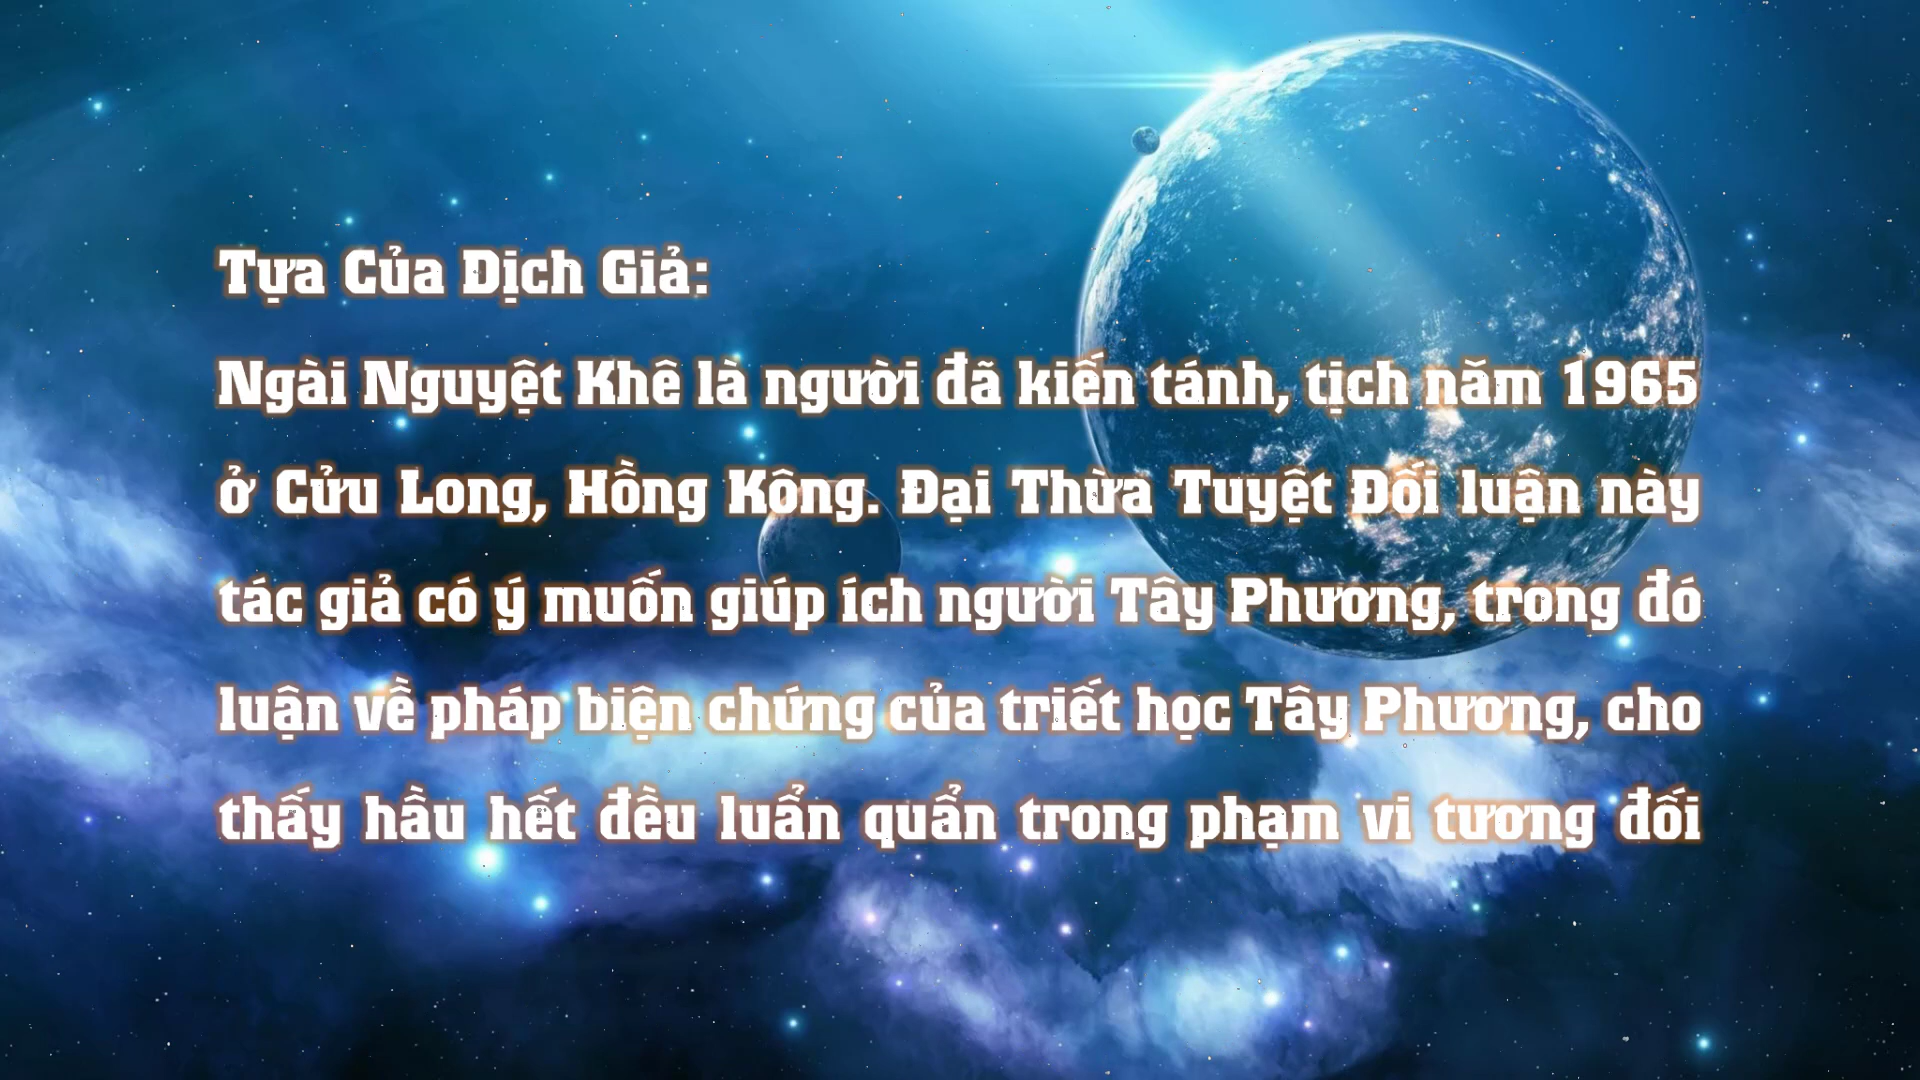 Tựa Của Dịch Giả:
Ngài Nguyệt Khê là người đã kiến tánh, tịch năm 1965
ở Cửu Long, Hồng Kông. Đại Thừa Tuyệt Đối luận này
tác giả có ý muốn giúp ích người Tây Phương, trong đó
luận về pháp biện chứng của triết học Tây Phương, cho
thấy hầu hết đều luẩn quẩn trong phạm vi tương đối